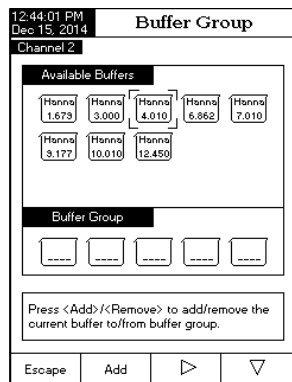 12:44:01 PM
Dec 15, 2014
Buffer Group
Channel 2
Available Buffers
Hanna Hanna Hanna Hanna Hanna
1.679 3.000 4.010 6.862 7.010
Hanna Hanna Hanna
9.177 10.010 12.450
Buffer Group
---- ---- ---- ---- ----
Press <Add>/<Remove> to add/remove the
current buffer to/from buffer group.
Escape Add